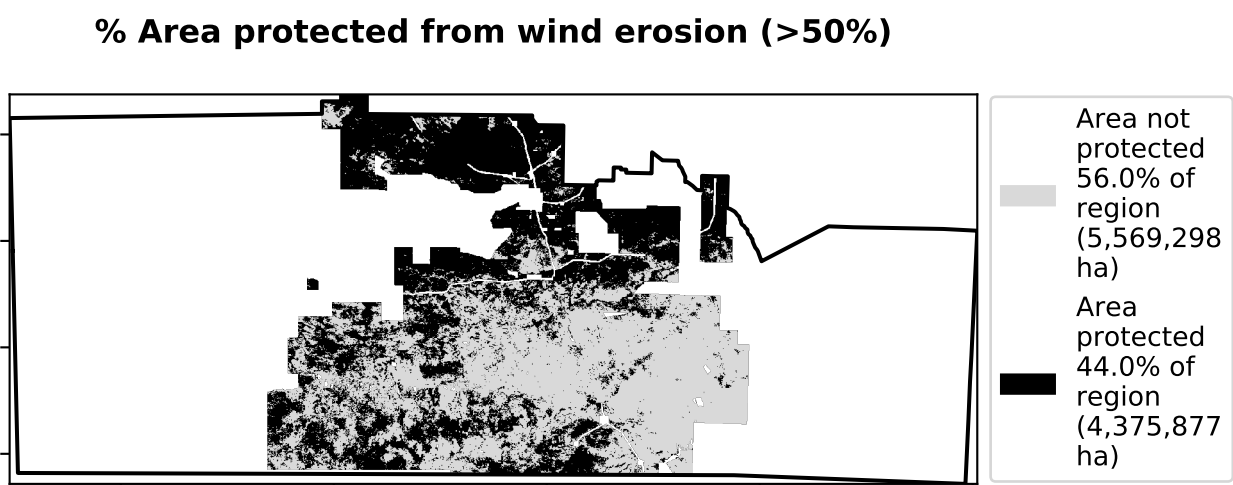 % Area protected from wind erosion (>50%)
Area not
protected
56.0% of
region
(5,569,298
ha)
Area
protected
44.0% of
region
(4,375,877
ha)